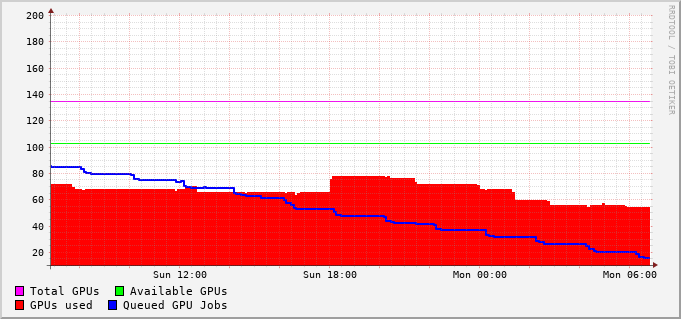 200
180
160
140
120
100
80
60
40
20
Sun 12:00 Sun 18:00 Mon 00:00 Mon 06:00
Total GPUs Available GPUs
GPUs used Queued GPU Jobs
RRDTOOL / TOBI OETIKER